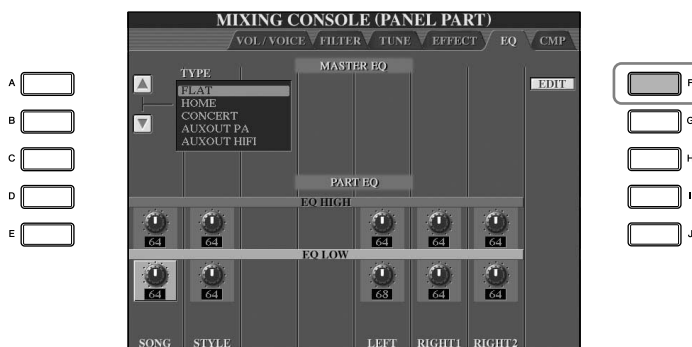 MIXING CONSOLE (PANEL PART)
VOL / VOICE FILTER TUNE EFFECT EQ CMP
MASTER EQ
TYPE
EDIT
FLAT
HOME
CONCERT
AUXOUT PA
AUXOUT HIFI
PART EQ
EQ HIGH
64 64 64 64 64
EQ LOW
64 64 68 64 64
SONG STYLE LEFT RIGHT1 RIGHT2
A
B
C
D
E
F
G
H
I
J